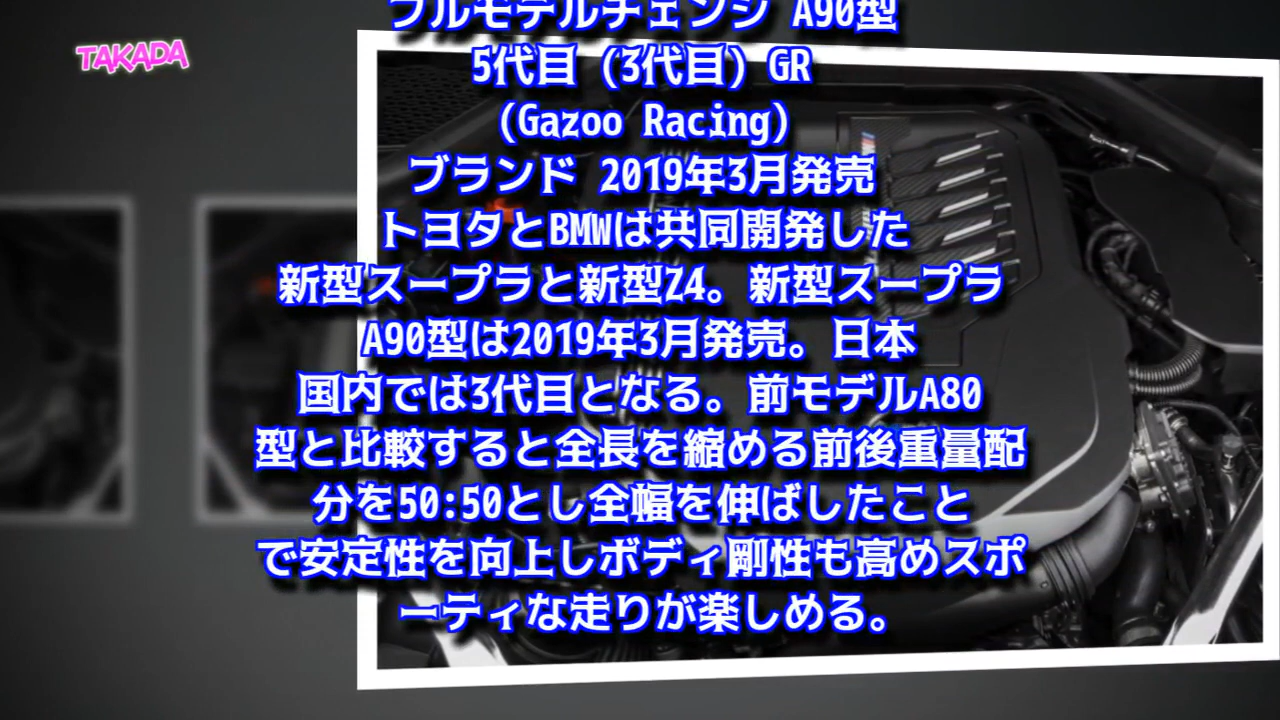 TAKADA
フルモデルチェンジ A90型
5代目（3代目）GR
(Gazoo Racing)
ブランド 2019年3月発売
トヨタとBMWは共同開発した
新型スープラと新型Z4。新型スープラ
A90型は2019年3月発売。日本
国内では3代目となる。前モデルA80
型と比較すると全長を縮める前後重量配
分を50:50とし全幅を伸ばしたこと
で安定性を向上しボディ剛性も高めスポ
ーティな走りが楽しめる。